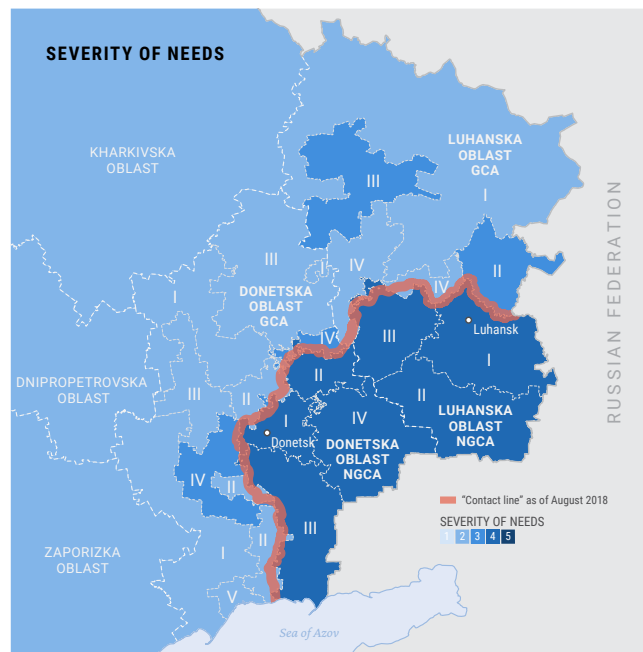 SEVERITY OF NEEDS
KHARKIVSKA
OBLAST
LUHANSKA
OBLAST
GCA
III
I
RUSSIAN FEDERATION
III
I
IV
II
I
DONETSKA
OBLAST
GCA
IV
IV
III
Luhansk
I
DNIPROPETROVSKA
OBLAST
III
II
II
II
I
Donetsk
IV
DONETSKA
OBLAST
NGCA
LUHANSKA
OBLAST
NGCA
IV
II
"Contact line" as of August 2018
III
SEVERITY OF NEEDS
1 2 3 4 5
ZAPORIZKA
OBLAST
I
II
V
Sea of Azov